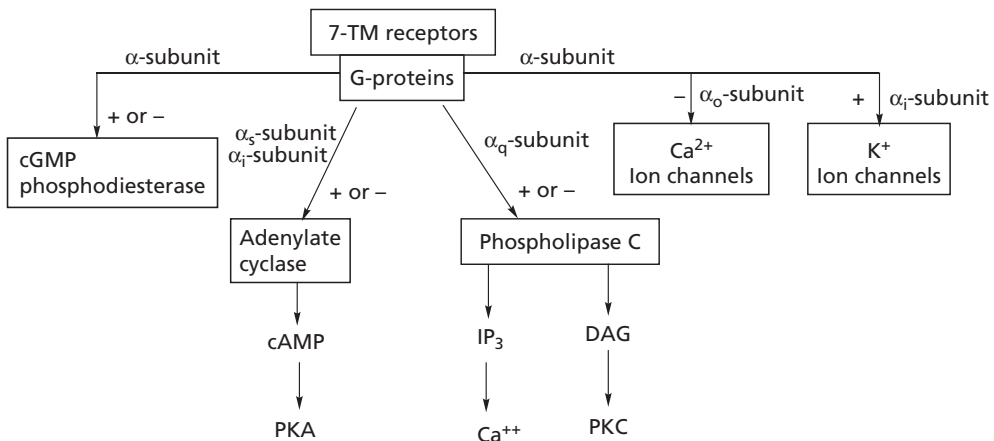 7-TM receptors
α-subunit
G-proteins
α-subunit
+ or –
– αₒ-subunit
+ αᵢ-subunit
cGMP
phosphodiesterase
αₛ-subunit
αᵢ-subunit
+ or –
α_q-subunit
+ or –
Ca²⁺
Ion channels
K⁺
Ion channels
Adenylate
cyclase
Phospholipase C
cAMP
IP₃
DAG
PKA
Ca⁺⁺
PKC